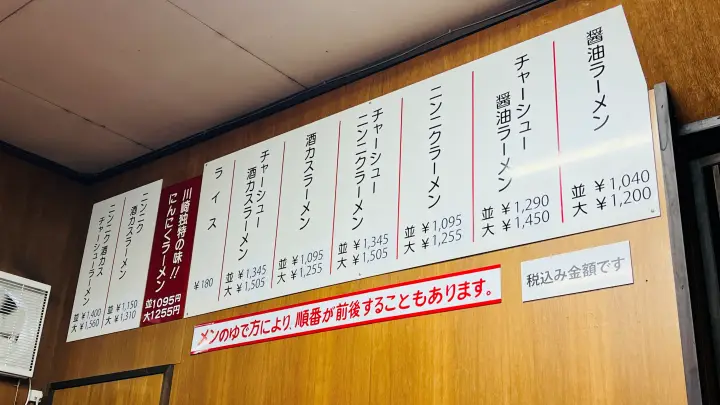 醤油ラーメン
並 ¥1,040
大 ¥1,200
チャーシュー
醤油ラーメン
並 ¥1,290
大 ¥1,450
ニンニクラーメン
並 ¥1,095
大 ¥1,255
チャーシュー
ニンニクラーメン
並 ¥1,345
大 ¥1,505
酒カスラーメン
並 ¥1,095
大 ¥1,255
チャーシュー
酒カスラーメン
並 ¥1,345
大 ¥1,505
ライス
¥180
川崎独特の味!!
にんにくラーメン
並1095円
大1255円
ニンニク
酒カスラーメン
並 ¥1,150
大 ¥1,310
ニンニク酒カス
チャーシューラーメン
並 ¥1,400
大 ¥1,560
メンのゆで方により、順番が前後することもあります。
税込み金額です